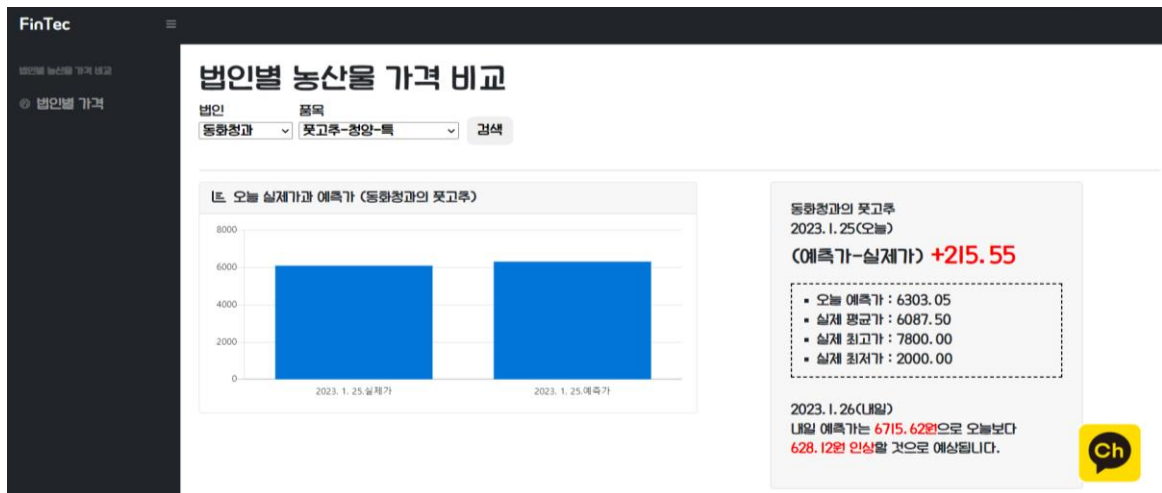 FinTec
법인별 농산물 가격 비교
법인별 가격
법인별 농산물 가격 비교
법인 품목
동화청과 풋고추-청양-특 검색
오늘 실제가과 예측가 (동화청과의 풋고추)
8000
6000
4000
2000
0
2023. 1. 25.실제가 2023. 1. 25.예측가
동화청과의 풋고추
2023.1.25(오늘)
(예측가-실제가) +215.55
오늘 예측가 : 6303.05
실제 평균가 : 6087.50
실제 최고가 : 7800.00
실제 최저가 : 2000.00
2023.1.26(내일)
내일 예측가는 6715.62원으로 오늘보다
628.12원 인상할 것으로 예상됩니다.
Ch